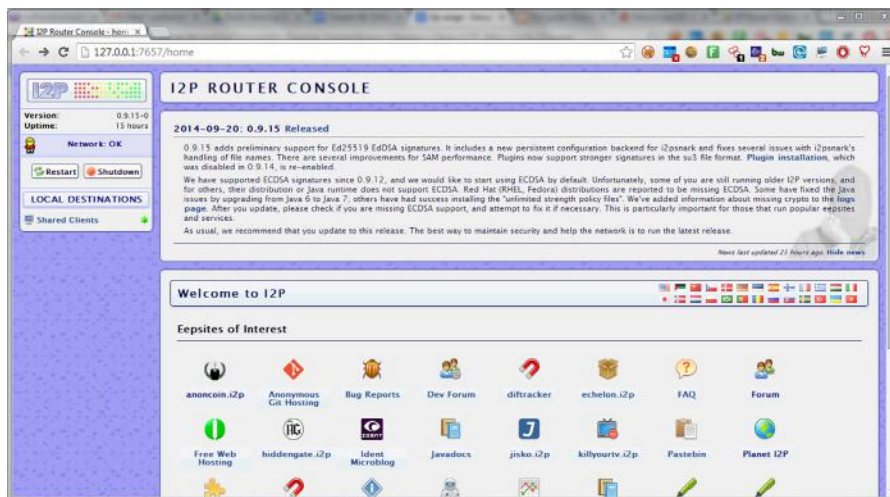 I2P Router Console - hom
127.0.0.1:7657/home
I2P
I2P ROUTER CONSOLE
Version: 0.9.15-0
Uptime: 15 hours
Network: OK
Restart Shutdown
LOCAL DESTINATIONS
Shared Clients
2014-09-20: 0.9.15 Released
0.9.15 adds preliminary support for Ed25519 EdDSA signatures. It includes a new persistent configuration backend for i2psnark and fixes several issues with i2psnark's
handling of file names. There are several improvements for SAM performance. Plugins now support stronger signatures in the su3 file format. Plugin installation, which
was disabled in 0.9.14, is re-enabled.
We have supported ECDSA signatures since 0.9.12, and we would like to start using ECDSA by default. Unfortunately, some of you are still running older I2P versions, and
for others, their distribution or Java runtime does not support ECDSA. Red Hat (RHEL, Fedora) distributions are reported to be missing ECDSA. Some have fixed the Java
issues by upgrading from Java 6 to Java 7; others have had success installing the "unlimited strength policy files". We've added information about missing crypto to the logs
page. After you update, please check if you are missing ECDSA support, and attempt to fix it if necessary. This is particularly important for those that run popular eepsites
and services.
As usual, we recommend that you update to this release. The best way to maintain security and help the network is to run the latest release.
News last updated 25 hours ago. Hide news
Welcome to I2P
Eepsites of Interest
anoncoin.i2p Anonymous Git Hosting Bug Reports Dev Forum diftracker echelon.i2p FAQ Forum
Free Web Hosting hiddengate.i2p Ident Microblog Javadocs jisko.i2p killyourtv.i2p Pastebin Planet I2P